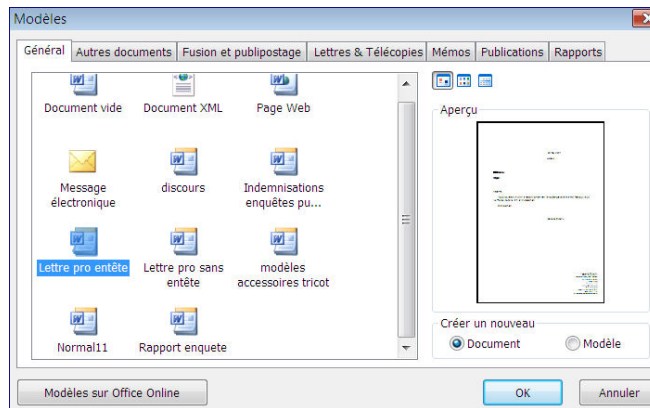 Modèles
Général Autres documents Fusion et publipostage Lettres & Télécopies Mémos Publications Rapports
Document vide Document XML Page Web
Aperçu
Message électronique
discours
Indemnisations enquêtes pu...
Lettre pro entête
Lettre pro sans entête
modèles accessoires tricot
Normal11 Rapport enquete
Créer un nouveau
Document Modèle
Modèles sur Office Online OK Annuler